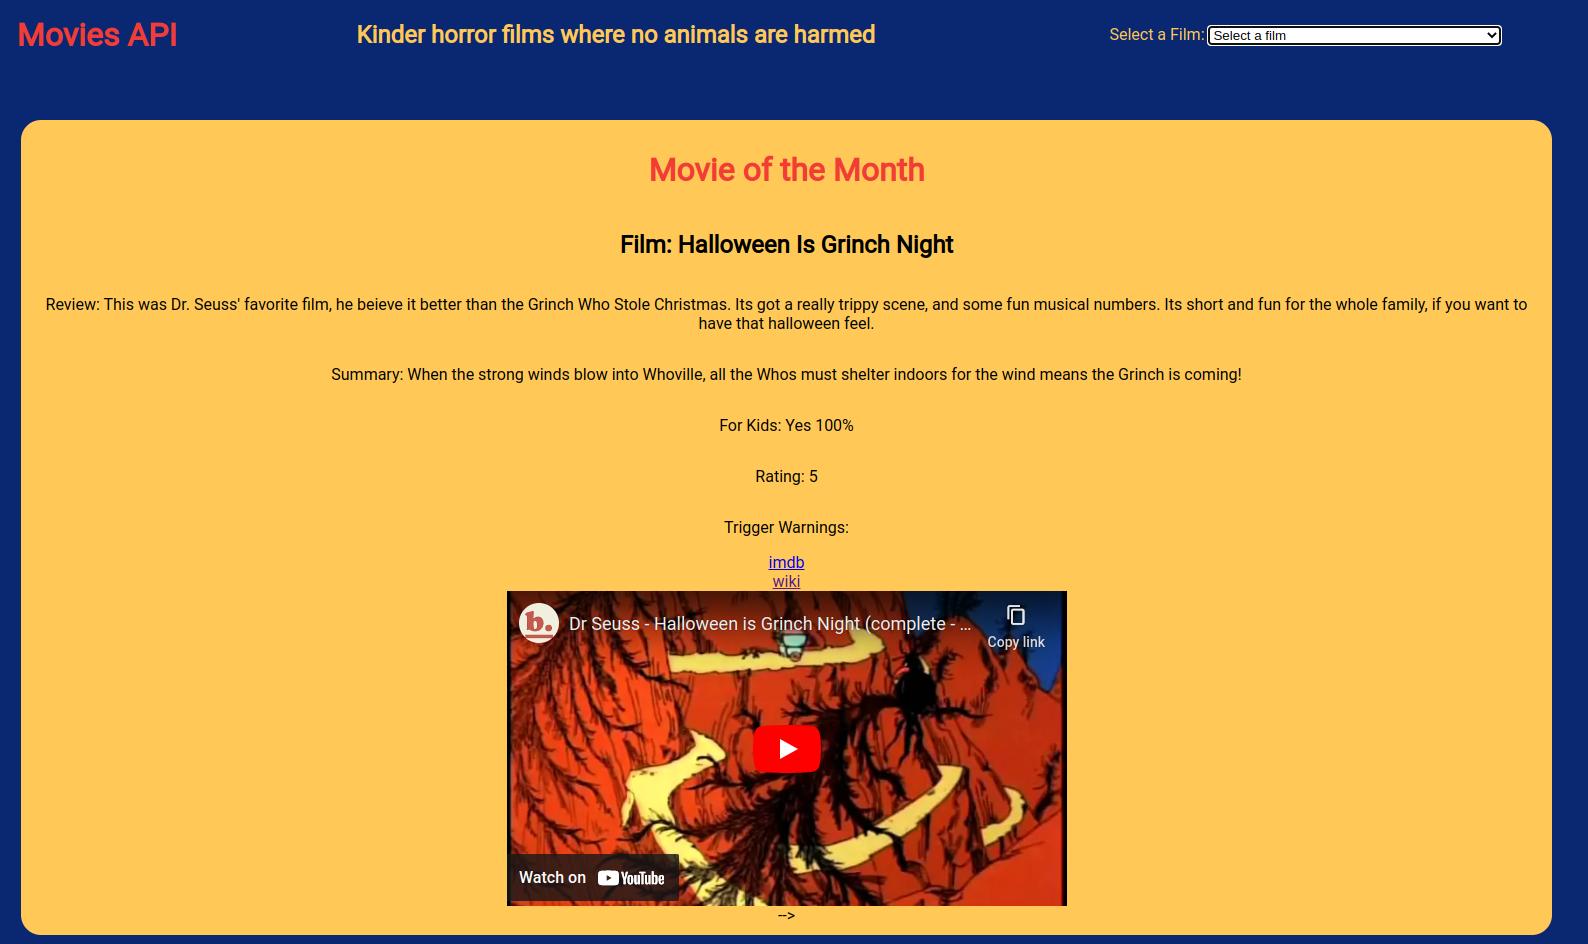 Movies API
Kinder horror films where no animals are harmed
Select a Film: Select a film
Movie of the Month
Film: Halloween Is Grinch Night
Review: This was Dr. Seuss' favorite film, he beieve it better than the Grinch Who Stole Christmas. Its got a really trippy scene, and some fun musical numbers. Its short and fun for the whole family, if you want to
have that halloween feel.
Summary: When the strong winds blow into Whoville, all the Whos must shelter indoors for the wind means the Grinch is coming!
For Kids: Yes 100%
Rating: 5
Trigger Warnings:
imdb
wiki
b.
Dr Seuss - Halloween is Grinch Night (complete - ...
Copy link
Watch on YouTube
-->